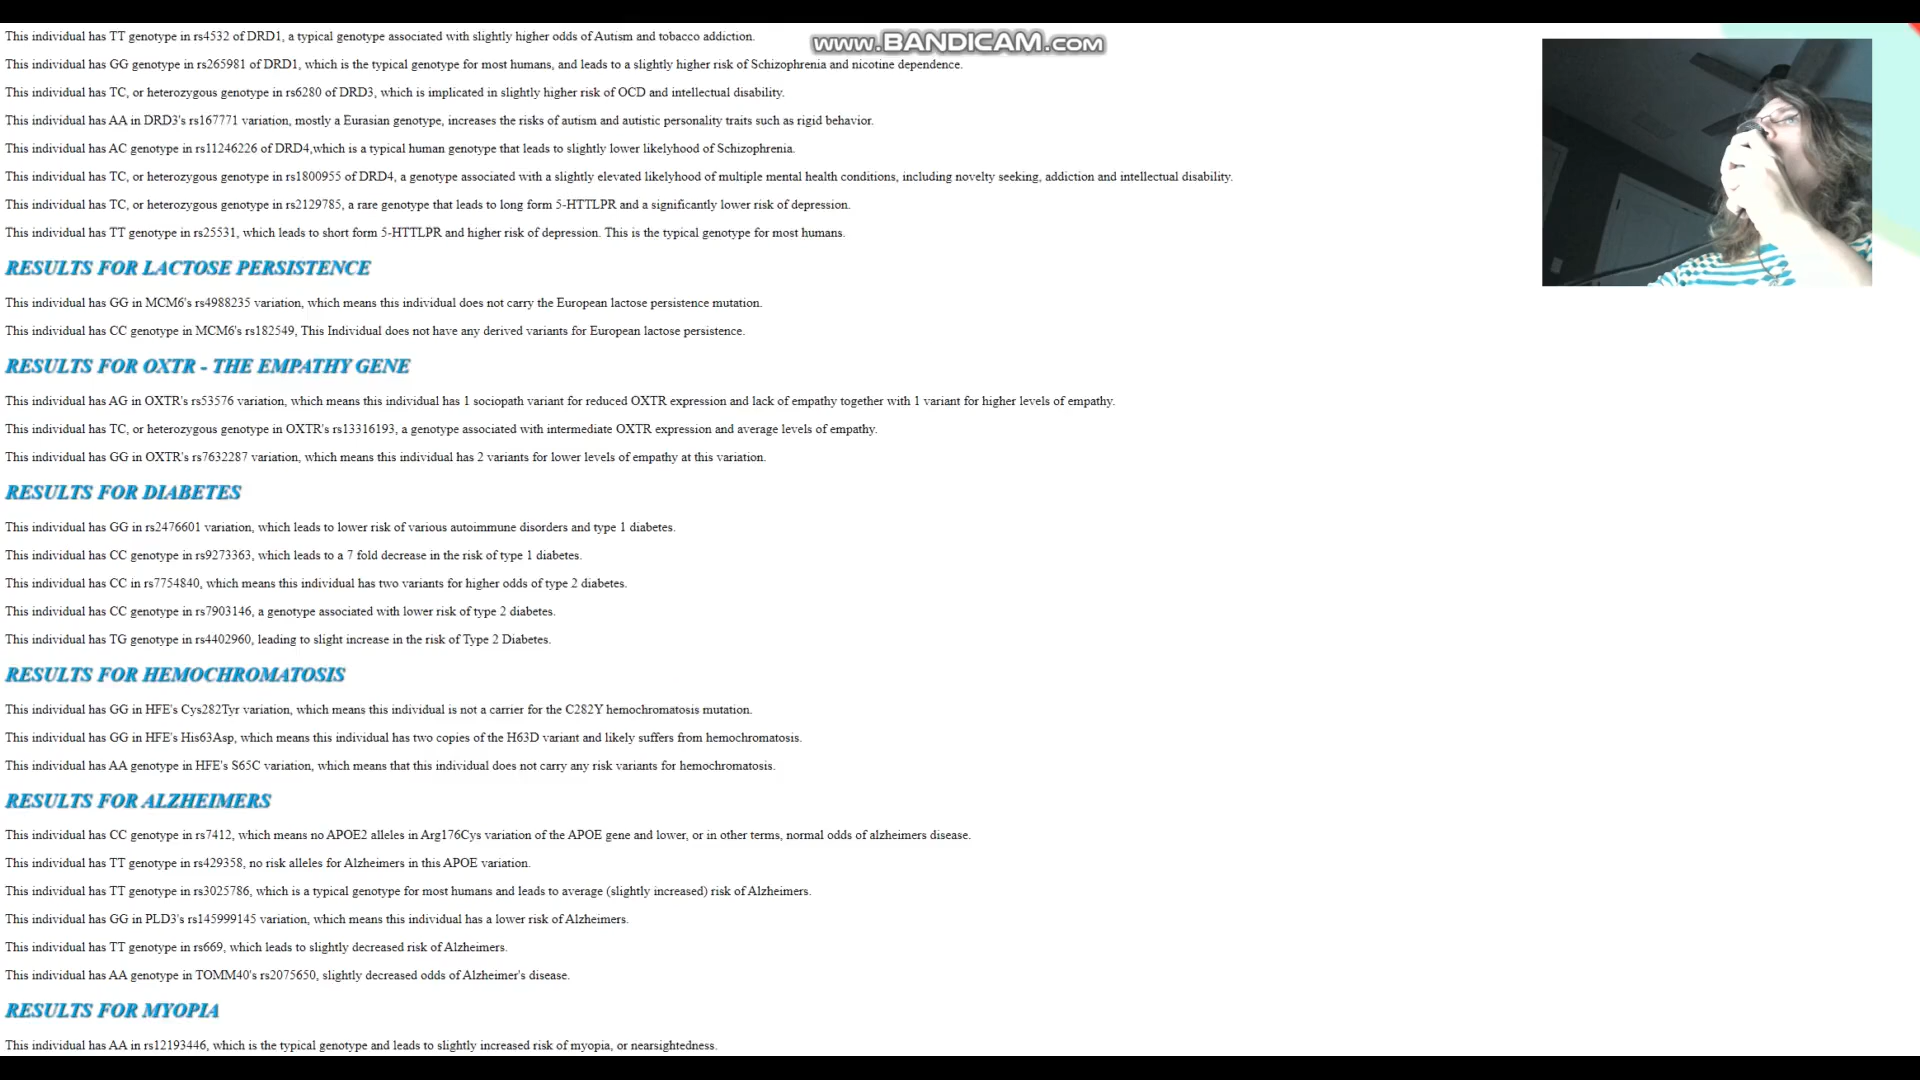 This individual has TT genotype in rs4532 of DRD1, a typical genotype associated with slightly higher odds of Autism and tobacco addiction.
www.BANDICAM.com
This individual has GG genotype in rs265981 of DRD1, which is the typical genotype for most humans, and leads to a slightly higher risk of Schizophrenia and nicotine dependence.
This individual has TC, or heterozygous genotype in rs6280 of DRD3, which is implicated in slightly higher risk of OCD and intellectual disability.
This individual has AA in DRD3's rs167771 variation, mostly a Eurasian genotype, increases the risks of autism and autistic personality traits such as rigid behavior.
This individual has AC genotype in rs11246226 of DRD4,which is a typical human genotype that leads to slightly lower likelyhood of Schizophrenia.
This individual has TC, or heterozygous genotype in rs1800955 of DRD4, a genotype associated with a slightly elevated likelyhood of multiple mental health conditions, including novelty seeking, addiction and intellectual disability.
This individual has TC, or heterozygous genotype in rs2129785, a rare genotype that leads to long form 5-HTTLPR and a significantly lower risk of depression.
This individual has TT genotype in rs25531, which leads to short form 5-HTTLPR and higher risk of depression. This is the typical genotype for most humans.
RESULTS FOR LACTOSE PERSISTENCE
This individual has GG in MCM6's rs4988235 variation, which means this individual does not carry the European lactose persistence mutation.
This individual has CC genotype in MCM6's rs182549, This Individual does not have any derived variants for European lactose persistence.
RESULTS FOR OXTR - THE EMPATHY GENE
This individual has AG in OXTR's rs53576 variation, which means this individual has 1 sociopath variant for reduced OXTR expression and lack of empathy together with 1 variant for higher levels of empathy.
This individual has TC, or heterozygous genotype in OXTR's rs13316193, a genotype associated with intermediate OXTR expression and average levels of empathy.
This individual has GG in OXTR's rs7632287 variation, which means this individual has 2 variants for lower levels of empathy at this variation.
RESULTS FOR DIABETES
This individual has GG in rs2476601 variation, which leads to lower risk of various autoimmune disorders and type 1 diabetes.
This individual has CC genotype in rs9273363, which leads to a 7 fold decrease in the risk of type 1 diabetes.
This individual has CC in rs7754840, which means this individual has two variants for higher odds of type 2 diabetes.
This individual has CC genotype in rs7903146, a genotype associated with lower risk of type 2 diabetes.
This individual has TG genotype in rs4402960, leading to slight increase in the risk of Type 2 Diabetes.
RESULTS FOR HEMOCHROMATOSIS
This individual has GG in HFE's Cys282Tyr variation, which means this individual is not a carrier for the C282Y hemochromatosis mutation.
This individual has GG in HFE's His63Asp, which means this individual has two copies of the H63D variant and likely suffers from hemochromatosis.
This individual has AA genotype in HFE's S65C variation, which means that this individual does not carry any risk variants for hemochromatosis.
RESULTS FOR ALZHEIMERS
This individual has CC genotype in rs7412, which means no APOE2 alleles in Arg176Cys variation of the APOE gene and lower, or in other terms, normal odds of alzheimers disease.
This individual has TT genotype in rs429358, no risk alleles for Alzheimers in this APOE variation.
This individual has TT genotype in rs3025786, which is a typical genotype for most humans and leads to average (slightly increased) risk of Alzheimers.
This individual has GG in PLD3's rs145999145 variation, which means this individual has a lower risk of Alzheimers.
This individual has TT genotype in rs669, which leads to slightly decreased risk of Alzheimers.
This individual has AA genotype in TOMM40's rs2075650, slightly decreased odds of Alzheimer's disease.
RESULTS FOR MYOPIA
This individual has AA in rs12193446, which is the typical genotype and leads to slightly increased risk of myopia, or nearsightedness.